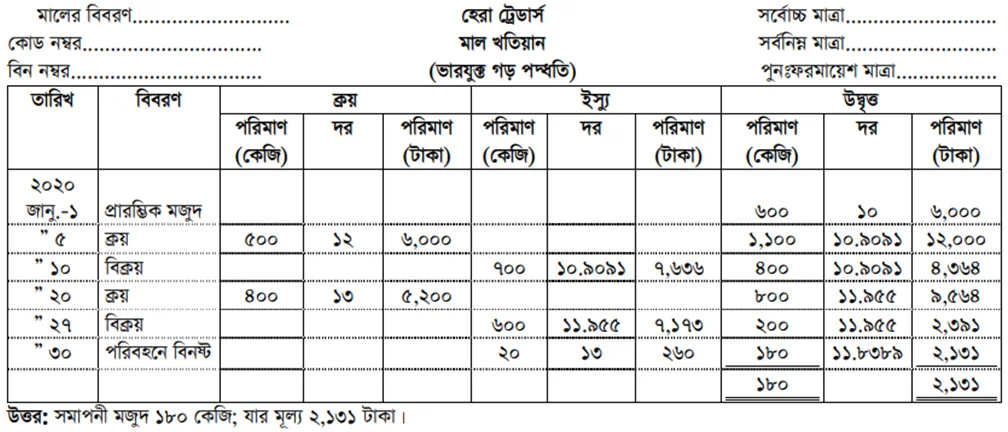 মালের বিবরণ............................ হেরা ট্রেডার্স সর্বোচ্চ মাত্রা...........................
কোড নম্বর................................ মাল খতিয়ান সর্বনিম্ন মাত্রা...........................
বিন নম্বর.................................. (ভারযুক্ত গড় পদ্ধতি) পুনঃফরমায়েশ মাত্রা..................
তারিখ বিবরণ ক্রয় ইস্যু উদ্বৃত্ত
পরিমাণ দর পরিমাণ পরিমাণ দর পরিমাণ পরিমাণ দর পরিমাণ
(কেজি) (টাকা) (কেজি) (টাকা) (কেজি) (টাকা)
২০২০
জানু.-১ প্রারম্ভিক মজুদ ৬০০ ১০ ৬,০০০
” ৫ ক্রয় ৫০০ ১২ ৬,০০০ ১,১০০ ১০.৯০৯১ ১২,০০০
” ১০ বিক্রয় ৭০০ ১০.৯০৯১ ৭,৬৩৬ ৪০০ ১০.৯০৯১ ৪,৩৬৪
” ২০ ক্রয় ৪০০ ১৩ ৫,২০০ ৮০০ ১১.৯৫৫ ৯,৫৬৪
” ২৭ বিক্রয় ৬০০ ১১.৯৫৫ ৭,১৭৩ ২০০ ১১.৯৫৫ ২,৩৯১
” ৩০ পরিবহনে বিনষ্ট ২০ ১৩ ২৬০ ১৮০ ১১.৮৩৮৯ ২,১৩১
১৮০ ২,১৩১
উত্তর: সমাপনী মজুদ ১৮০ কেজি; যার মূল্য ২,১৩১ টাকা।